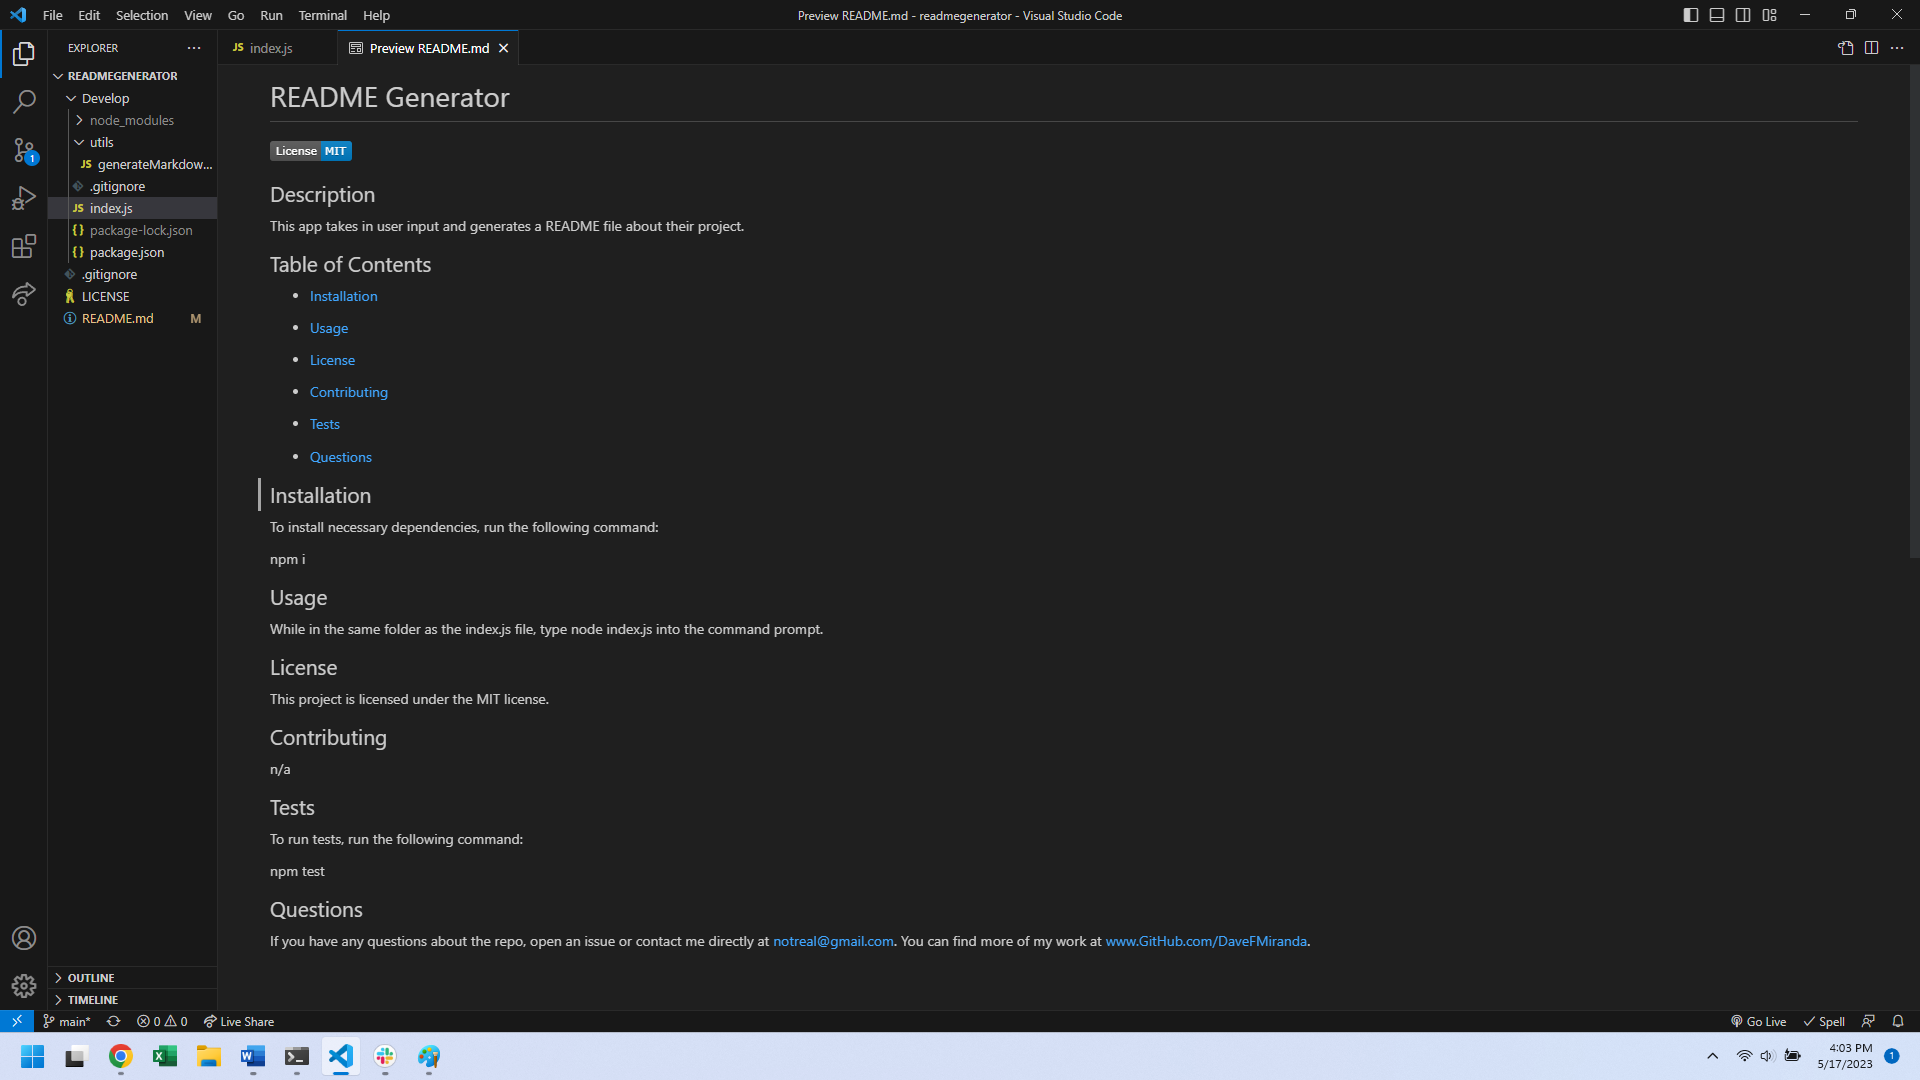 File Edit Selection View Go Run Terminal Help
Preview README.md - readmegenerator - Visual Studio Code
EXPLORER
READMEGENERATOR
Develop
node_modules
utils
JS generateMarkdow...
.gitignore
JS index.js
{} package-lock.json
{} package.json
.gitignore
LICENSE
README.md M
OUTLINE
TIMELINE
1
JS index.js
Preview README.md
README Generator
License MIT
Description
This app takes in user input and generates a README file about their project.
Table of Contents
• Installation
• Usage
• License
• Contributing
• Tests
• Questions
Installation
To install necessary dependencies, run the following command:
npm i
Usage
While in the same folder as the index.js file, type node index.js into the command prompt.
License
This project is licensed under the MIT license.
Contributing
n/a
Tests
To run tests, run the following command:
npm test
Questions
If you have any questions about the repo, open an issue or contact me directly at notreal@gmail.com. You can find more of my work at www.GitHub.com/DaveFMiranda.
main* 0 0 Live Share
Go Live Spell
4:03 PM
5/17/2023
1